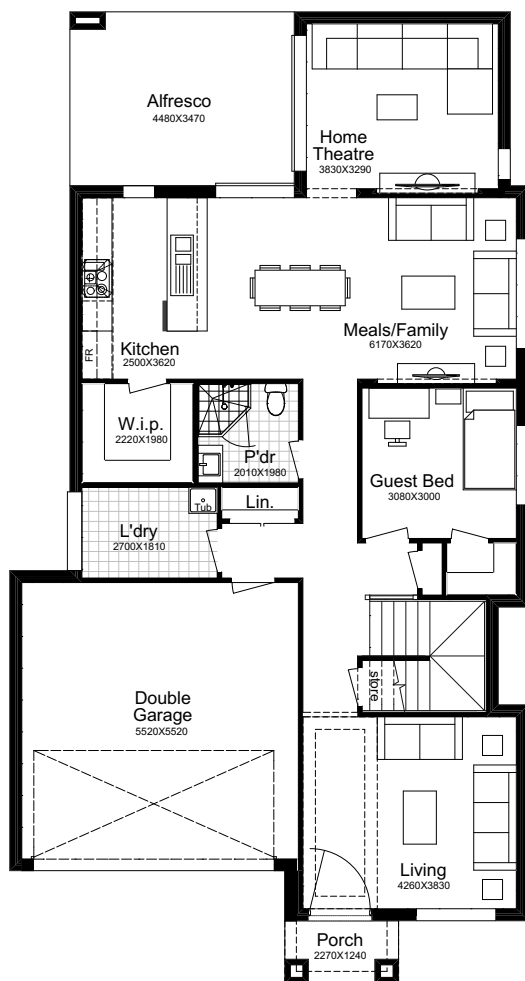 Alfresco
4480X3470
Home
Theatre
3830X3290
Meals/Family
6170X3620
FR
Kitchen
2500X3620
W.i.p.
2220X1980
P'dr
2010X1980
Guest Bed
3080X3000
Lin.
Tub
L'dry
2700X1810
store
Double
Garage
5520X5520
Living
4260X3830
Porch
2270X1240